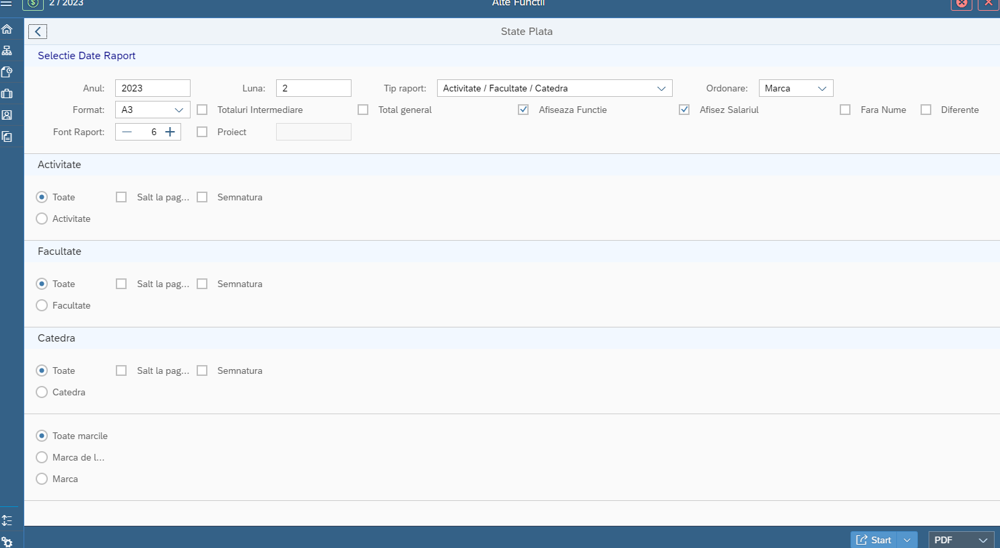 2 / 2023 Alte Functii
State Plata
Selectie Date Raport
Anul: 2023 Luna: 2 Tip raport: Activitate / Facultate / Catedra Ordonare: Marca
Format: A3 Totaluri Intermediare Total general Afiseaza Functie Afisez Salariul Fara Nume Diferente
Font Raport: 6 Proiect
Activitate
Toate Salt la pag... Semnatura
Activitate
Facultate
Toate Salt la pag... Semnatura
Facultate
Catedra
Toate Salt la pag... Semnatura
Catedra
Toate marcile
Marca de l...
Marca
Start PDF